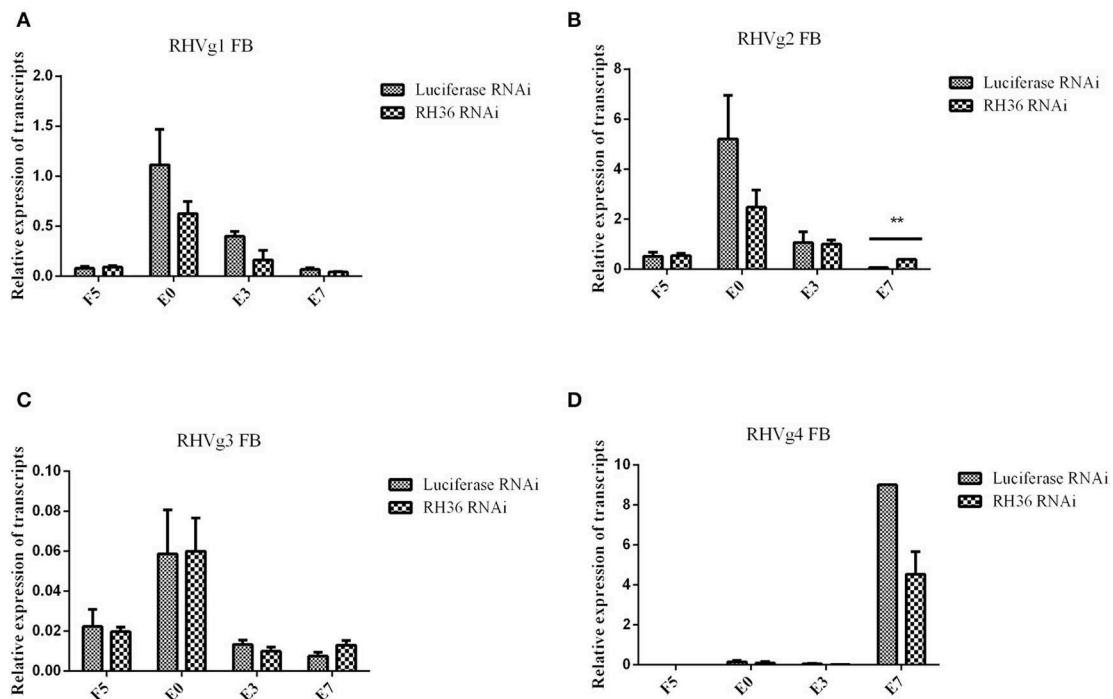 A
RHVg1 FB
Relative expression of transcripts
2.0
1.5
1.0
0.5
0.0
F5
E0
E3
E7
Luciferase RNAi
RH36 RNAi
B
RHVg2 FB
Relative expression of transcripts
8
6
4
2
0
F5
E0
E3
E7
**
Luciferase RNAi
RH36 RNAi
C
RHVg3 FB
Relative expression of transcripts
0.10
0.08
0.06
0.04
0.02
0.00
F5
E0
E3
E7
Luciferase RNAi
RH36 RNAi
D
RHVg4 FB
Relative expression of transcripts
10
8
6
4
2
0
F5
E0
E3
E7
Luciferase RNAi
RH36 RNAi